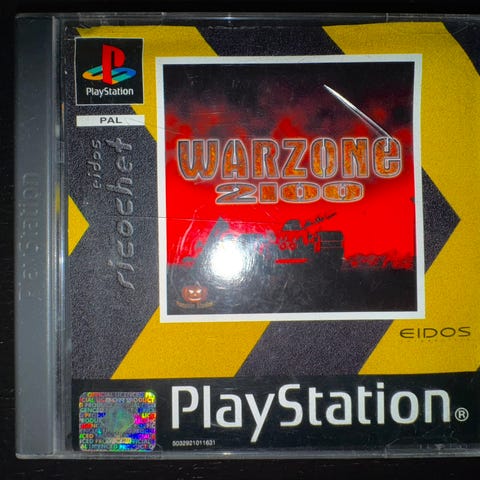 PlayStation
PAL
eidos
ricochet
WARZONE
2100
EIDOS
PlayStation
PlayStation®
5032921011631